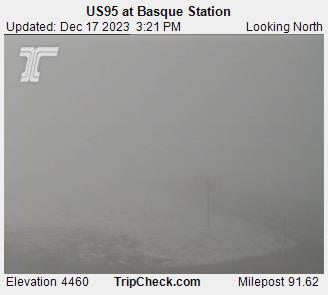 US95 at Basque Station
Updated: Dec 17 2023 3:21 PM Looking North
Elevation 4460 TripCheck.com Milepost 91.62